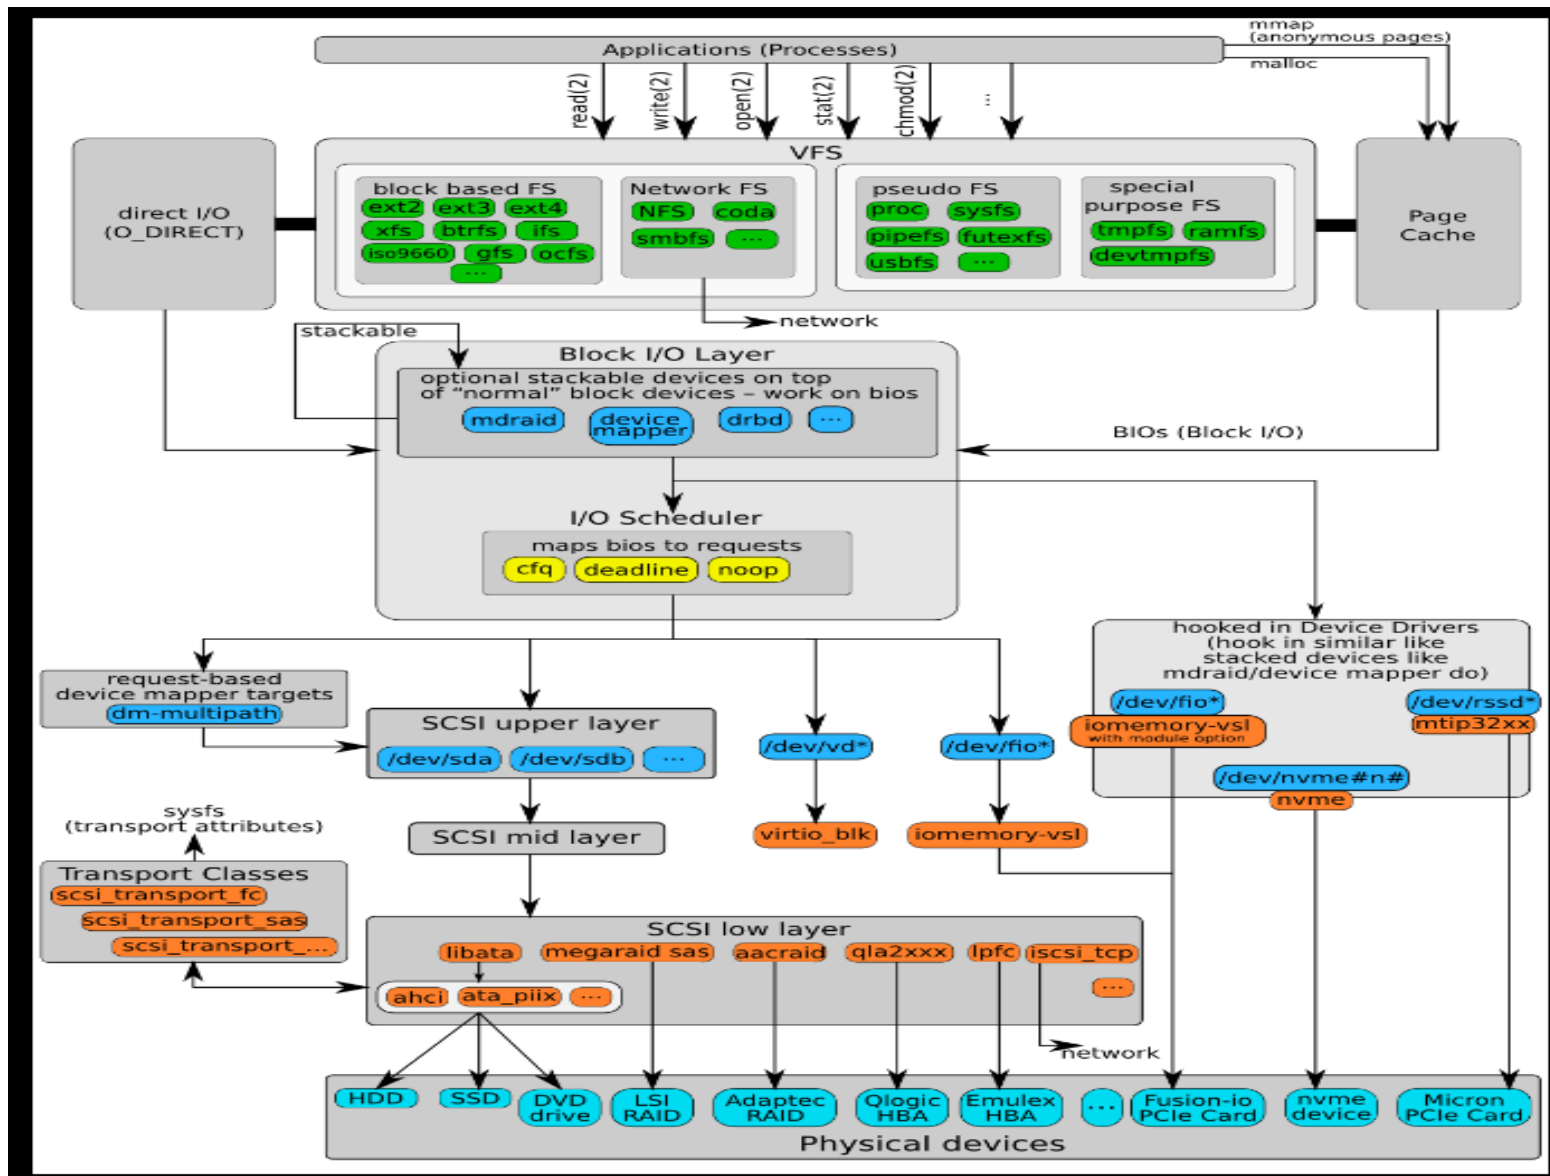 mmap
(anonymous pages)
malloc
Applications (Processes)
read(2)
write(2)
open(2)
stat(2)
chmod(2)
...
VFS
direct I/O
(O_DIRECT)
block based FS
ext2 ext3 ext4
xfs btrfs ifs
iso9660 gfs ocfs
...
Network FS
NFS coda
smbfs ...
pseudo FS
proc sysfs
pipefs futexfs
usbfs ...
special
purpose FS
tmpfs ramfs
devtmpfs
Page
Cache
network
stackable
Block I/O Layer
optional stackable devices on top
of “normal” block devices – work on bios
mdraid
device
mapper
drbd
...
BIOs (Block I/O)
I/O Scheduler
maps bios to requests
cfq deadline noop
hooked in Device Drivers
(hook in similar like
stacked devices like
mdraid/device mapper do)
/dev/fio*
iomemory-vsl
with module option
/dev/rssd*
mtip32xx
/dev/nvme#n#
nvme
request-based
device mapper targets
dm-multipath
SCSI upper layer
/dev/sda /dev/sdb ...
/dev/vd*
/dev/fio*
sysfs
(transport attributes)
SCSI mid layer
virtio_blk
iomemory-vsl
Transport Classes
scsi_transport_fc
scsi_transport_sas
scsi_transport_...
SCSI low layer
libata megaraid sas aacraid qla2xxx lpfc iscsi_tcp
ahci ata_piix ... ...
network
HDD
SSD
DVD
drive
LSI
RAID
Adaptec
RAID
Qlogic
HBA
Emulex
HBA
...
Fusion-io
PCIe Card
nvme
device
Micron
PCIe Card
Physical devices